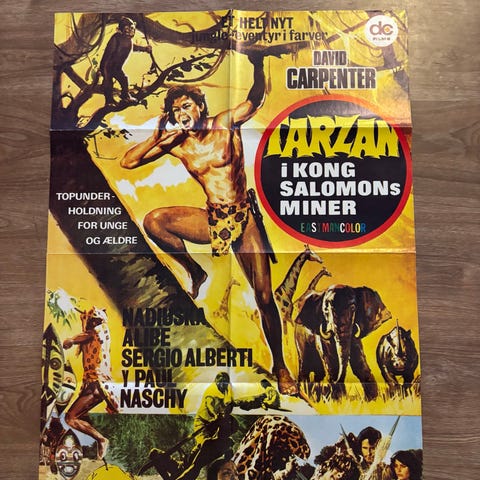 ET HELT NYT
jungle-eventyr i farver
dc
FILMS
DAVID
CARPENTER
TARZAN
i KONG
SALOMONs
MINER
EASTMANCOLOR
TOPUNDER-
HOLDNING
FOR UNGE
OG ÆLDRE
NADIUSKA
ALIBE
SERGIO ALBERTI
Y PAUL
NASCHY